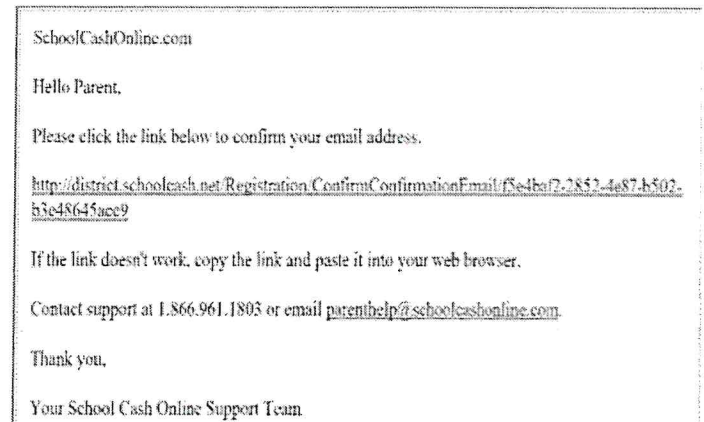 SchoolCashOnline.com
Hello Parent,
Please click the link below to confirm your email address.
http://district.schoolcash.net/Registration/ConfirmConfirmationEmail/f5e4baf2-2852-4e87-b502-
b3e48645ace9
If the link doesn't work, copy the link and paste it into your web browser.
Contact support at 1.866.961.1803 or email parenthelp@schoolcashonline.com.
Thank you,
Your School Cash Online Support Team